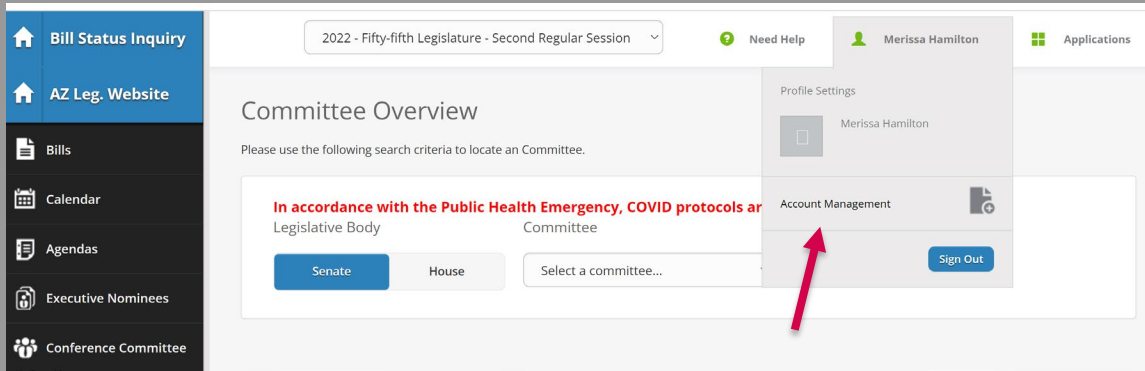 Bill Status Inquiry
AZ Leg. Website
Bills
Calendar
Agendas
Executive Nominees
Conference Committee
2022 - Fifty-fifth Legislature - Second Regular Session
Need Help
Merissa Hamilton
Applications
Committee Overview
Please use the following search criteria to locate an Committee.
In accordance with the Public Health Emergency, COVID protocols ar
Legislative Body
Committee
Senate
House
Select a committee...
Profile Settings
Merissa Hamilton
Account Management
Sign Out